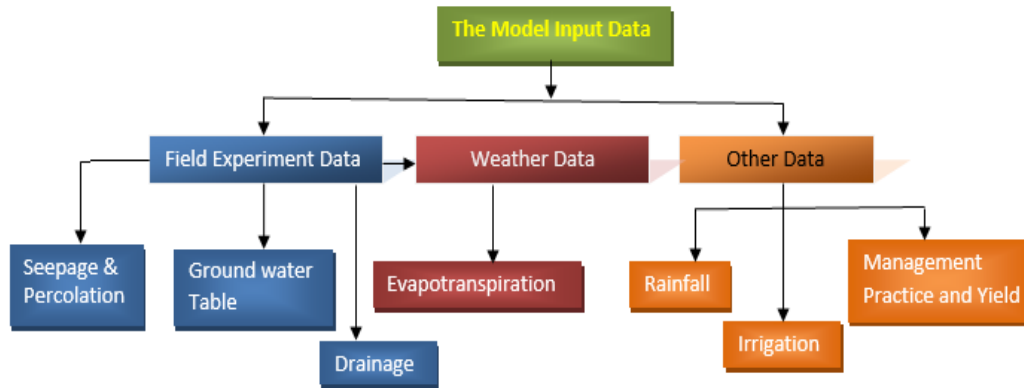 The Model Input Data
Field Experiment Data
Weather Data
Other Data
Seepage &
Percolation
Ground water
Table
Drainage
Evapotranspiration
Rainfall
Irrigation
Management
Practice and Yield